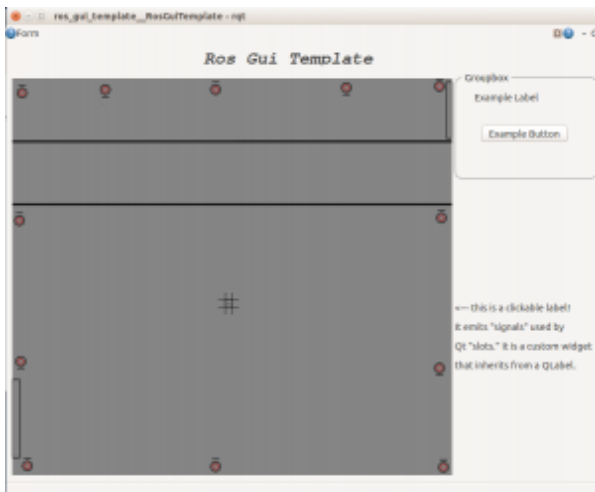 ros_gui_template__RosGuiTemplate - rqt
Form
Ros Gui Template
Groupbox
Example Label
Example Button
<-- this is a clickable label!
It emits "signals" used by
Qt "slots." It is a custom widget
that inherits from a QLabel.